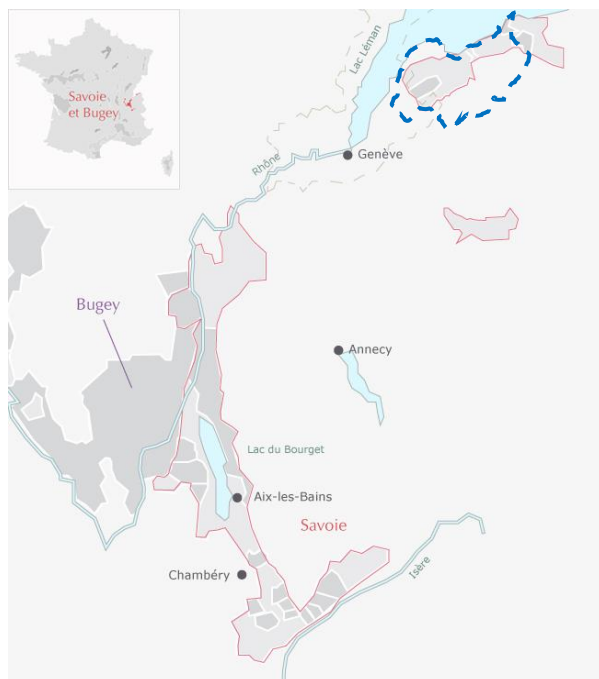 Savoie
et Bugey
Lac Léman
Rhône
Genève
Bugey
Annecy
Lac du Bourget
Aix-les-Bains
Savoie
Chambéry
Isère